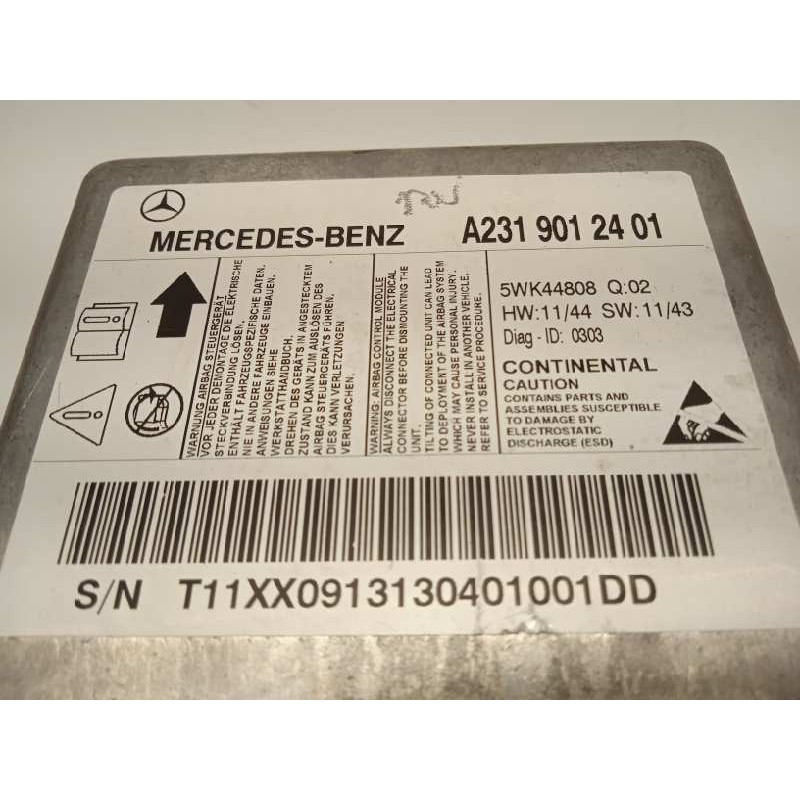 MERCEDES-BENZ
A231 901 24 01
WARNUNG AIRBAG STEUERGERÄT
VOR JEDER DEMONTAGE DIE ELEKTRISCHE
STECKVERBINDUNG LÖSEN.
ENTHÄLT FAHRZEUGSPEZIFISCHE DATEN.
NIE IN ANDERE FAHRZEUGE EINBAUEN.
ANWEISUNGEN SIEHE
WERKSTATTHANDBUCH.
DREHEN DES GERÄTS IN ANGESTECKTEM
ZUSTAND KANN ZUM AUSLÖSEN DES
AIRBAG STEUERGERÄTS FÜHREN.
DIES KANN VERLETZUNGEN
VERURSACHEN.
WARNING: AIRBAG CONTROL MODULE
ALWAYS DISCONNECT THE ELECTRICAL
CONNECTOR BEFORE DISMOUNTING THE
UNIT.
TILTING OF CONNECTED UNIT CAN LEAD
TO DEPLOYMENT OF THE AIRBAG SYSTEM
WHICH MAY CAUSE PERSONAL INJURY.
NEVER INSTALL IN ANOTHER VEHICLE.
REFER TO SERVICE PROCEDURE.
5WK44808 Q:02
HW:11/44 SW:11/43
Diag - ID: 0303
CONTINENTAL
CAUTION
CONTAINS PARTS AND
ASSEMBLIES SUSCEPTIBLE
TO DAMAGE BY
ELECTROSTATIC
DISCHARGE (ESD)
S/N T11XX0913130401001DD